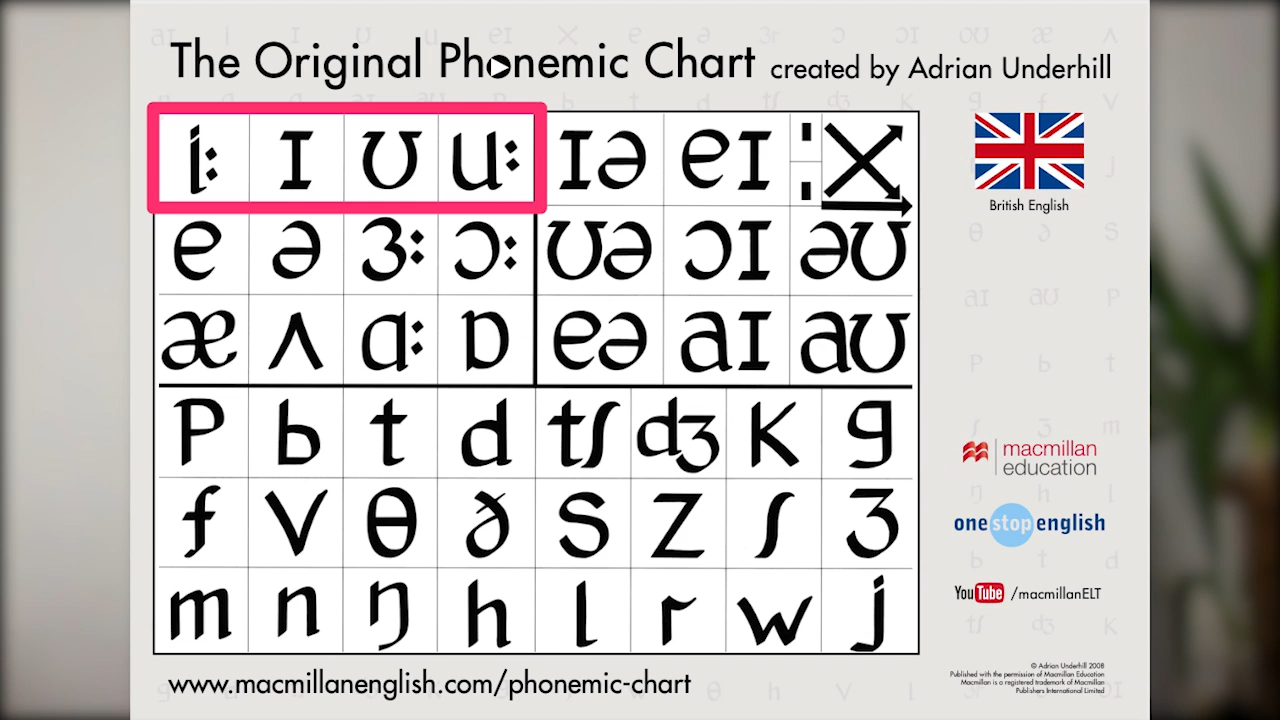 The Original Phonemic Chart created by Adrian Underhill
iː ɪ ʊ uː ɪə eɪ
e ə ɜː ɔː ʊə ɔɪ əʊ
æ ʌ ɑː ɒ eə aɪ aʊ
p b t d tʃ dʒ k g
f v θ ð s z ʃ ʒ
m n ŋ h l r w j
www.macmillanenglish.com/phonemic-chart
British English
macmillan
education
onestopenglish
YouTube /macmillanELT
© Adrian Underhill 2008
Published with the permission of Macmillan Education
Macmillan is a registered trademark of Macmillan
Publishers International Limited